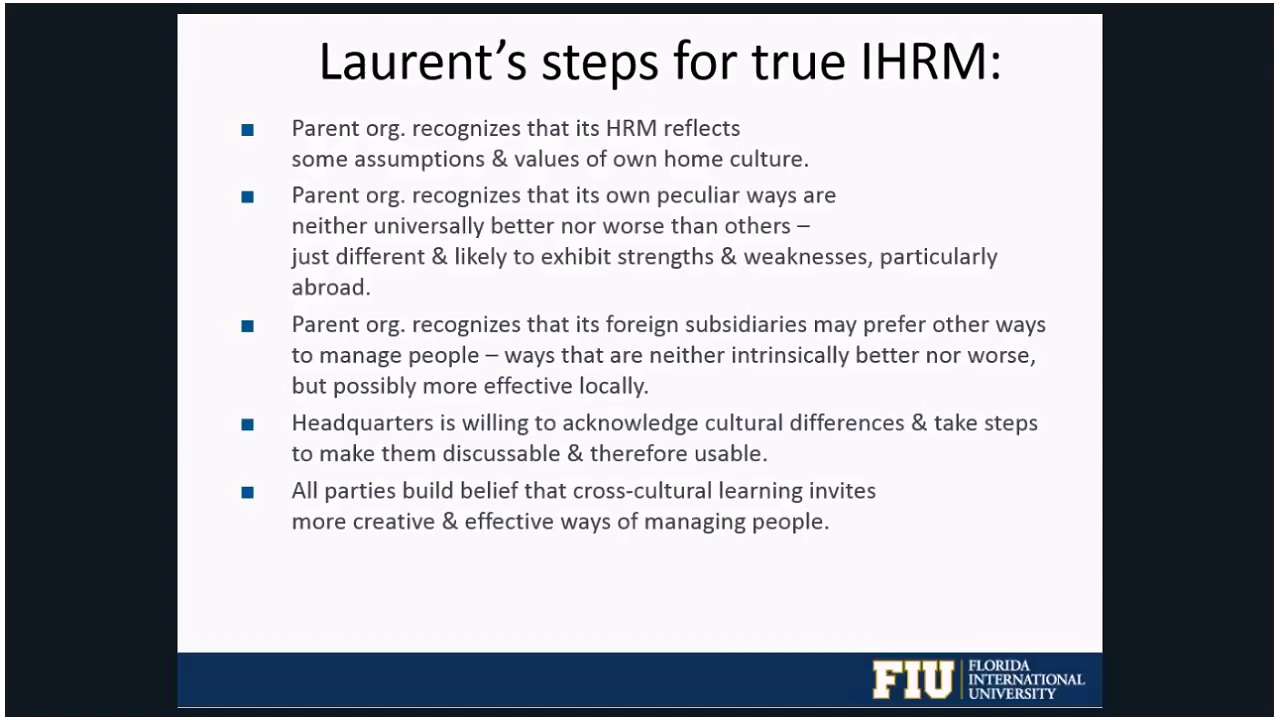 Laurent's steps for true IHRM:
Parent org. recognizes that its HRM reflects
some assumptions & values of own home culture.
Parent org. recognizes that its own peculiar ways are
neither universally better nor worse than others –
just different & likely to exhibit strengths & weaknesses, particularly
abroad.
Parent org. recognizes that its foreign subsidiaries may prefer other ways
to manage people – ways that are neither intrinsically better nor worse,
but possibly more effective locally.
Headquarters is willing to acknowledge cultural differences & take steps
to make them discussable & therefore usable.
All parties build belief that cross-cultural learning invites
more creative & effective ways of managing people.
FIU
FLORIDA
INTERNATIONAL
UNIVERSITY